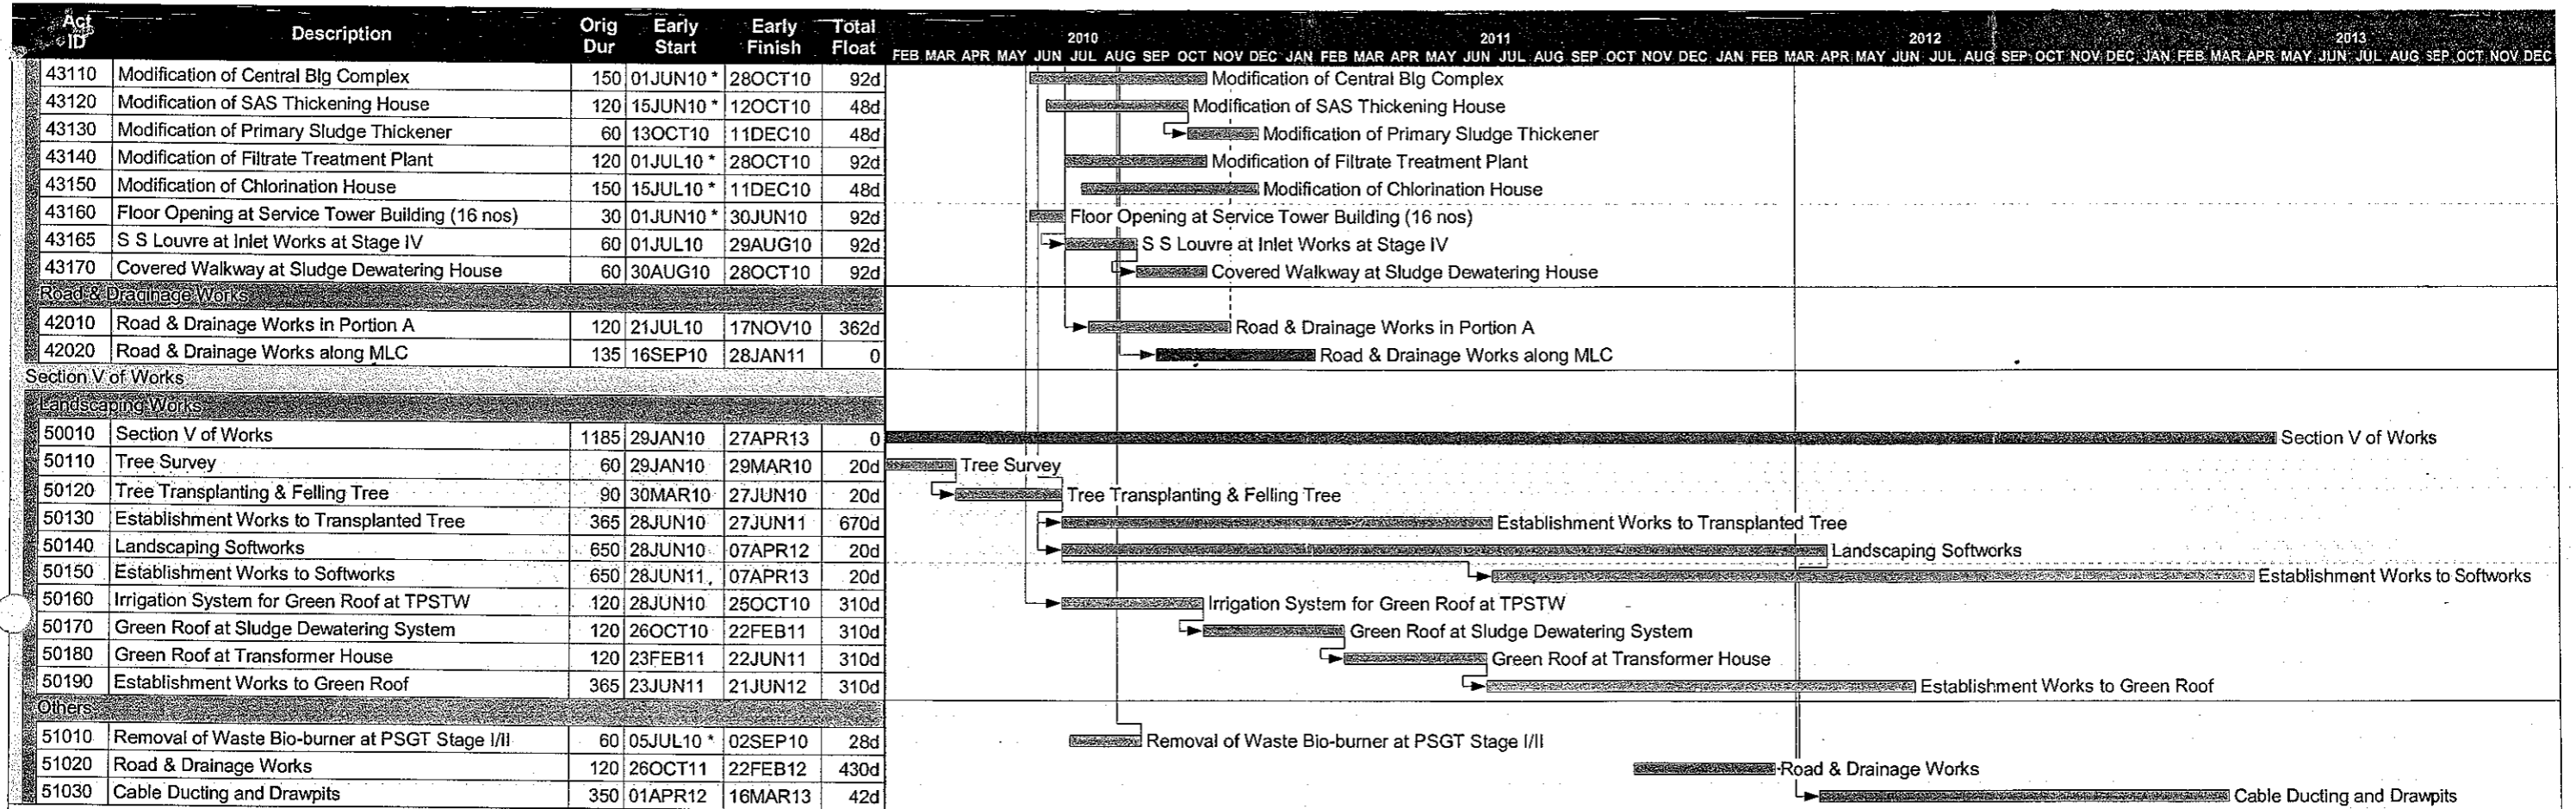 Act ID Description Orig Dur Early Start Early Finish Total Float
2010 2011 2012 2013
FEB MAR APR MAY JUN JUL AUG SEP OCT NOV DEC JAN FEB MAR APR MAY JUN JUL AUG SEP OCT NOV DEC JAN FEB MAR APR MAY JUN JUL AUG SEP OCT NOV DEC JAN FEB MAR APR MAY JUN JUL AUG SEP OCT NOV DEC
43110 Modification of Central Blg Complex 150 01JUN10 * 28OCT10 92d Modification of Central Blg Complex
43120 Modification of SAS Thickening House 120 15JUN10 * 12OCT10 48d Modification of SAS Thickening House
43130 Modification of Primary Sludge Thickener 60 13OCT10 11DEC10 48d Modification of Primary Sludge Thickener
43140 Modification of Filtrate Treatment Plant 120 01JUL10 * 28OCT10 92d Modification of Filtrate Treatment Plant
43150 Modification of Chlorination House 150 15JUL10 * 11DEC10 48d Modification of Chlorination House
43160 Floor Opening at Service Tower Building (16 nos) 30 01JUN10 * 30JUN10 92d Floor Opening at Service Tower Building (16 nos)
43165 S S Louvre at Inlet Works at Stage IV 60 01JUL10 29AUG10 92d S S Louvre at Inlet Works at Stage IV
43170 Covered Walkway at Sludge Dewatering House 60 30AUG10 28OCT10 92d Covered Walkway at Sludge Dewatering House
Road & Draginage Works
42010 Road & Drainage Works in Portion A 120 21JUL10 17NOV10 362d Road & Drainage Works in Portion A
42020 Road & Drainage Works along MLC 135 16SEP10 28JAN11 0 Road & Drainage Works along MLC
Section V of Works
Landscaping Works
50010 Section V of Works 1185 29JAN10 27APR13 0 Section V of Works
50110 Tree Survey 60 29JAN10 29MAR10 20d Tree Survey
50120 Tree Transplanting & Felling Tree 90 30MAR10 27JUN10 20d Tree Transplanting & Felling Tree
50130 Establishment Works to Transplanted Tree 365 28JUN10 27JUN11 670d Establishment Works to Transplanted Tree
50140 Landscaping Softworks 650 28JUN10 07APR12 20d Landscaping Softworks
50150 Establishment Works to Softworks 650 28JUN11 07APR13 20d Establishment Works to Softworks
50160 Irrigation System for Green Roof at TPSTW 120 28JUN10 25OCT10 310d Irrigation System for Green Roof at TPSTW
50170 Green Roof at Sludge Dewatering System 120 26OCT10 22FEB11 310d Green Roof at Sludge Dewatering System
50180 Green Roof at Transformer House 120 23FEB11 22JUN11 310d Green Roof at Transformer House
50190 Establishment Works to Green Roof 365 23JUN11 21JUN12 310d Establishment Works to Green Roof
Others
51010 Removal of Waste Bio-burner at PSGT Stage I/II 60 05JUL10 * 02SEP10 28d Removal of Waste Bio-burner at PSGT Stage I/II
51020 Road & Drainage Works 120 26OCT11 22FEB12 430d Road & Drainage Works
51030 Cable Ducting and Drawpits 350 01APR12 16MAR13 42d Cable Ducting and Drawpits